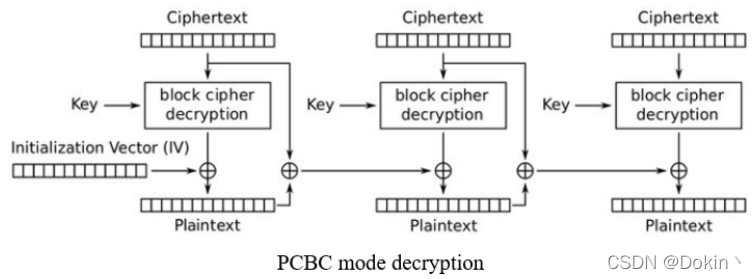 Ciphertext Ciphertext Ciphertext
Key block cipher decryption Key block cipher decryption Key block cipher decryption
Initialization Vector (IV)
Plaintext Plaintext Plaintext
PCBC mode decryption
CSDN @Dokin丶